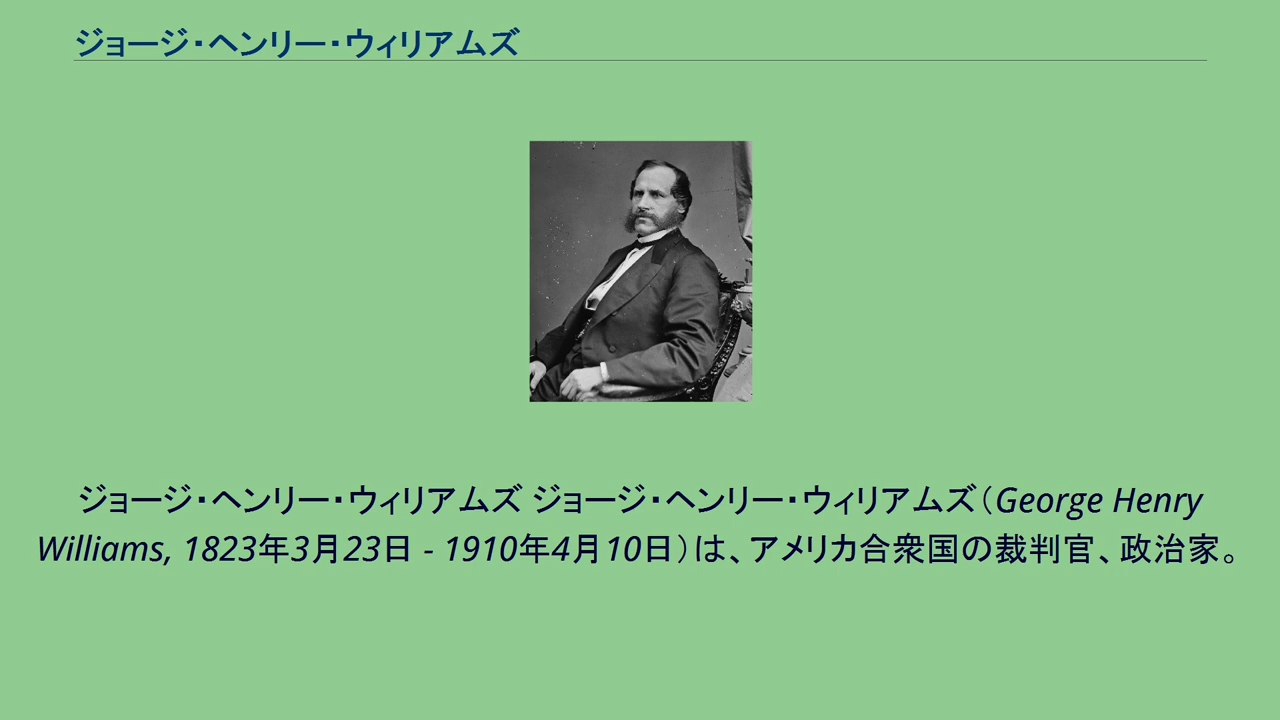 ジョージ・ヘンリー・ウィリアムズ
ジョージ・ヘンリー・ウィリアムズ ジョージ・ヘンリー・ウィリアムズ（George Henry
Williams, 1823年3月23日 - 1910年4月10日）は、アメリカ合衆国の裁判官、政治家。